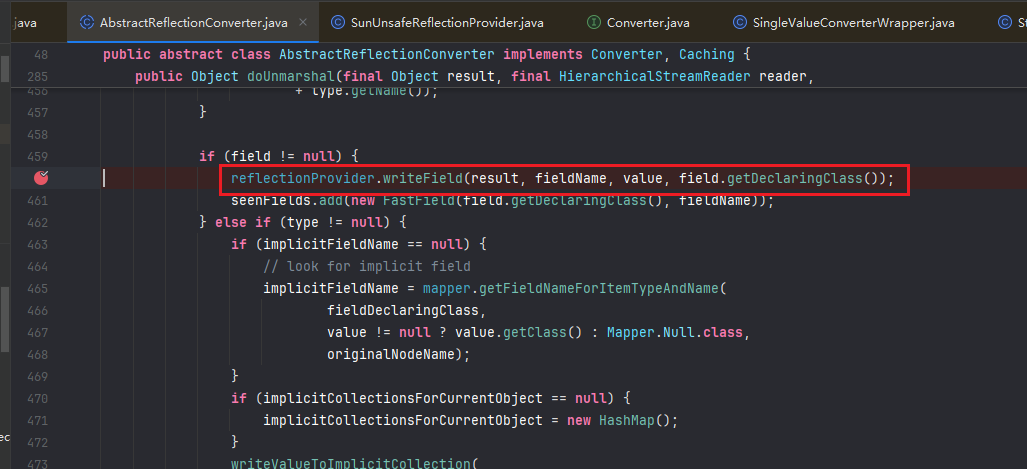 java
AbstractReflectionConverter.java
SunUnsafeReflectionProvider.java
Converter.java
SingleValueConverterWrapper.java
48 public abstract class AbstractReflectionConverter implements Converter, Caching {
285 public Object doUnmarshal(final Object result, final HierarchicalStreamReader reader,
456 + type.getName());
457 }
458
459 if (field != null) {
reflectionProvider.writeField(result, fieldName, value, field.getDeclaringClass());
461 seenFields.add(new FastField(field.getDeclaringClass(), fieldName));
462 } else if (type != null) {
463 if (implicitFieldName == null) {
464 // look for implicit field
465 implicitFieldName = mapper.getFieldNameForItemTypeAndName(
466 fieldDeclaringClass,
467 value != null ? value.getClass() : Mapper.Null.class,
468 originalNodeName);
469 }
470 if (implicitCollectionsForCurrentObject == null) {
471 implicitCollectionsForCurrentObject = new HashMap();
472 }
473 writeValueToImplicitCollection(